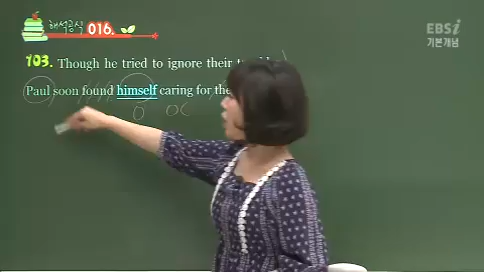 해석공식 016.
EBSi
기본개념
103. Though he tried to ignore their
Paul soon found himself caring for the
O OC